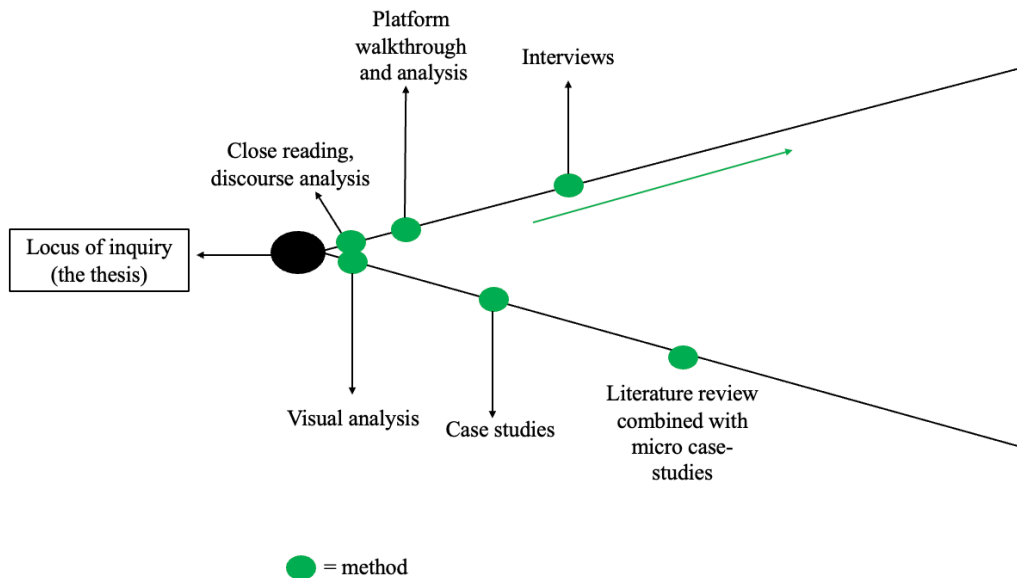 Platform
walkthrough
and analysis
Interviews
Close reading,
discourse analysis
Locus of inquiry
(the thesis)
Visual analysis
Case studies
Literature review
combined with
micro case-
studies
= method